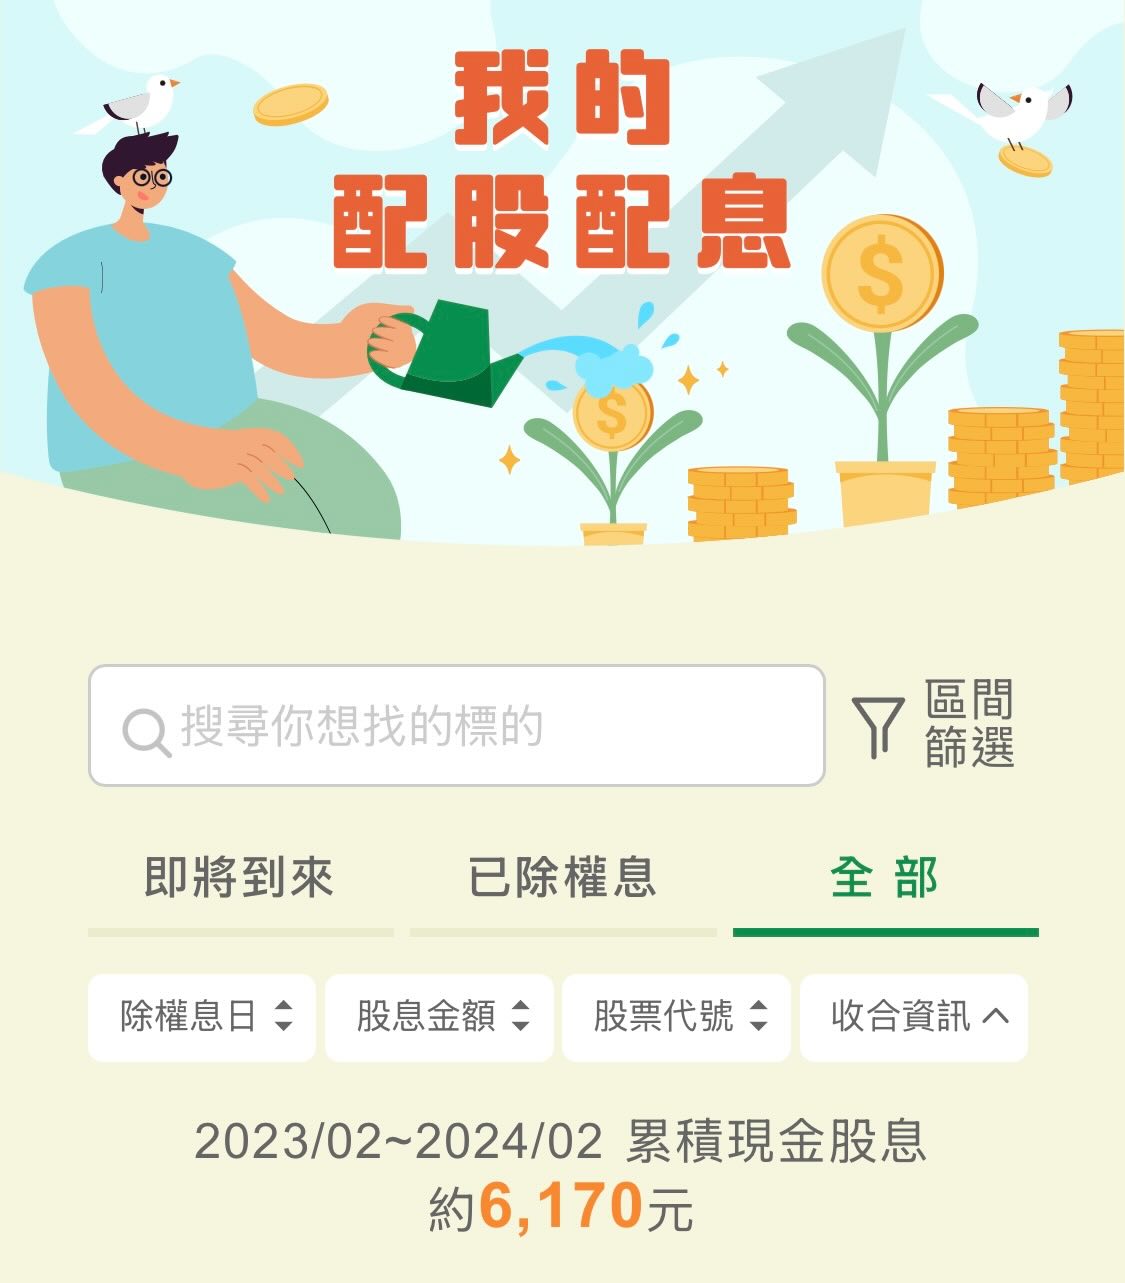 我的
配股配息
$
$
搜尋你想找的標的
區間
篩選
即將到來
已除權息
全 部
除權息日
股息金額
股票代號
收合資訊
2023/02~2024/02 累積現金股息
約6,170元